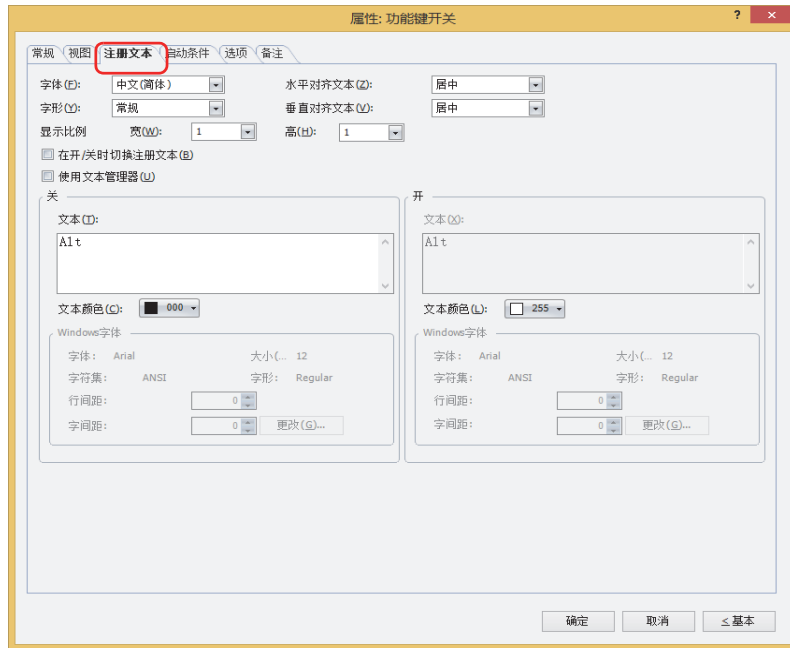 属性: 功能键开关
? ×
常规 视图 注册文本 启动条件 选项 备注
字体(F): 中文(简体) 水平对齐文本(Z): 居中
字形(Y): 常规 垂直对齐文本(V): 居中
显示比例 宽(W): 1 高(H): 1
在开/关时切换注册文本(B)
使用文本管理器(U)
关
文本(T):
Alt
文本颜色(C): 000
Windows字体
字体: Arial 大小(... 12
字符集: ANSI 字形: Regular
行间距: 0
字间距: 0 更改(G)...
开
文本(X):
Alt
文本颜色(L): 255
Windows字体
字体: Arial 大小(... 12
字符集: ANSI 字形: Regular
行间距: 0
字间距: 0 更改(G)...
确定 取消 <基本